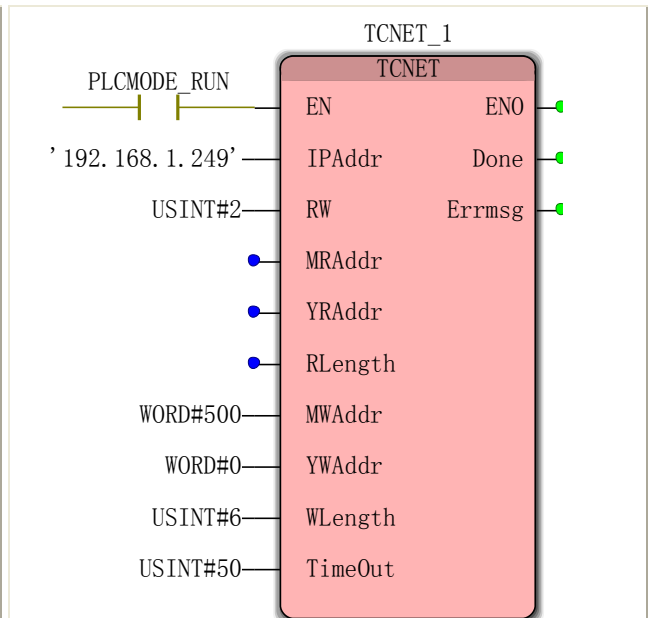 TCNET_1
TCNET
PLCMODE_RUN
EN ENO
'192.168.1.249' IPAddr Done
USINT#2 RW Errmsg
MRAddr
YRAddr
RLength
WORD#500 MWAddr
WORD#0 YWAddr
USINT#6 WLength
USINT#50 TimeOut